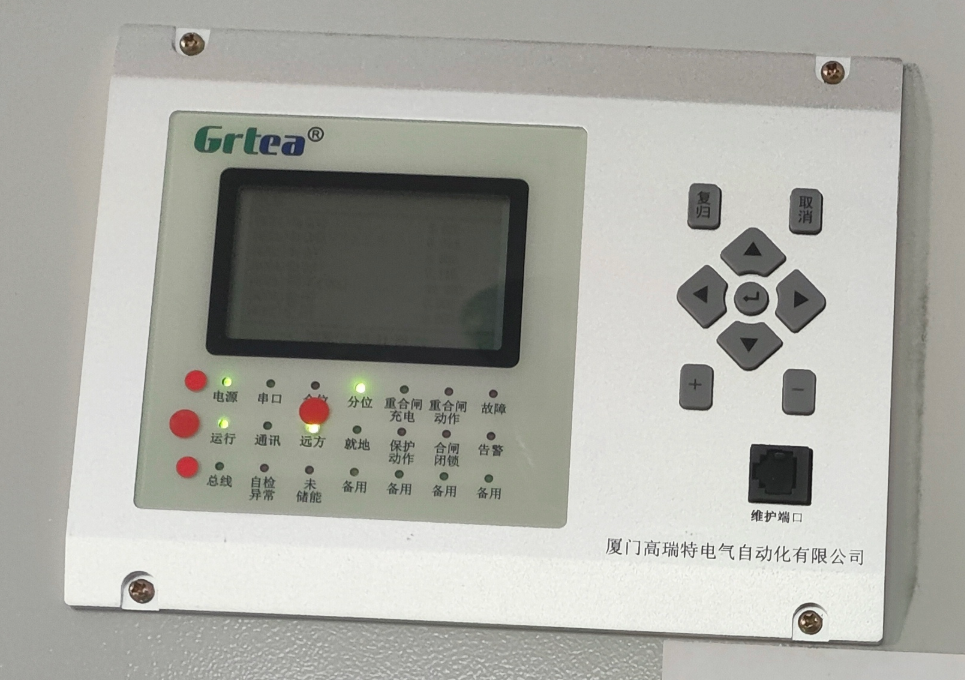 Grtea®
复归
取消
+
−
电源 串口 合位 分位 重合闸充电 重合闸动作 故障
运行 通讯 远方 就地 保护动作 合闸闭锁 告警
总线 自检异常 未储能 备用 备用 备用 备用
维护端口
厦门高瑞特电气自动化有限公司